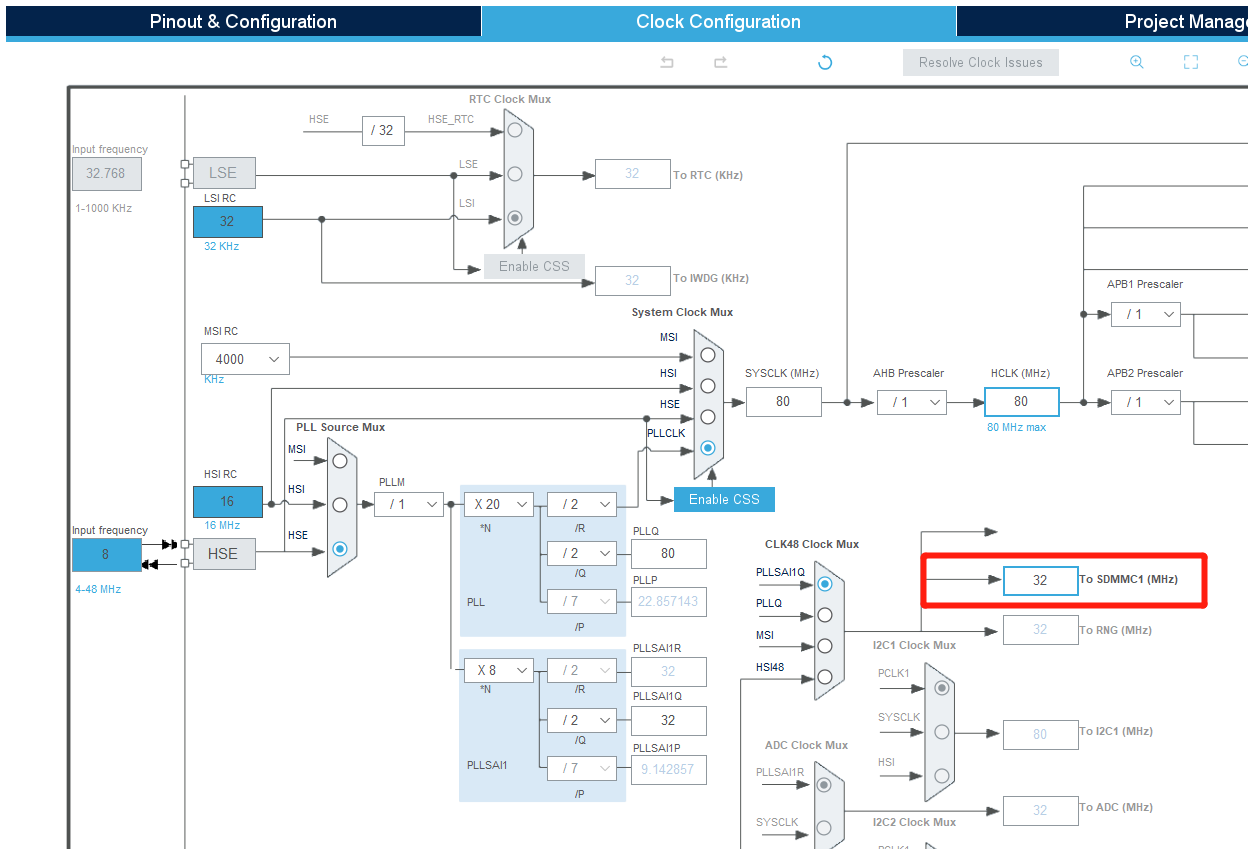 Pinout & Configuration
Clock Configuration
Project Manag
Resolve Clock Issues
RTC Clock Mux
HSE
/ 32
HSE_RTC
Input frequency
32.768
1-1000 KHz
LSE
LSE
32
To RTC (KHz)
LSI RC
32
32 KHz
LSI
Enable CSS
32
To IWDG (KHz)
System Clock Mux
MSI RC
4000
KHz
MSI
HSI
HSE
PLLCLK
SYSCLK (MHz)
80
AHB Prescaler
/ 1
HCLK (MHz)
80
80 MHz max
APB1 Prescaler
/ 1
APB2 Prescaler
/ 1
Enable CSS
PLL Source Mux
MSI
HSI
HSE
HSI RC
16
16 MHz
Input frequency
8
4-48 MHz
HSE
PLLM
/ 1
X 20
*N
/ 2
/R
/ 2
/Q
/ 7
/P
PLL
PLLQ
80
PLLP
22.857143
X 8
*N
/ 2
/R
/ 2
/Q
/ 7
/P
PLLSAI1
PLLSAI1R
32
PLLSAI1Q
32
PLLSAI1P
9.142857
CLK48 Clock Mux
PLLSAI1Q
PLLQ
MSI
HSI48
32
To SDMMC1 (MHz)
32
To RNG (MHz)
I2C1 Clock Mux
PCLK1
SYSCLK
HSI
80
To I2C1 (MHz)
ADC Clock Mux
PLLSAI1R
SYSCLK
32
To ADC (MHz)
I2C2 Clock Mux